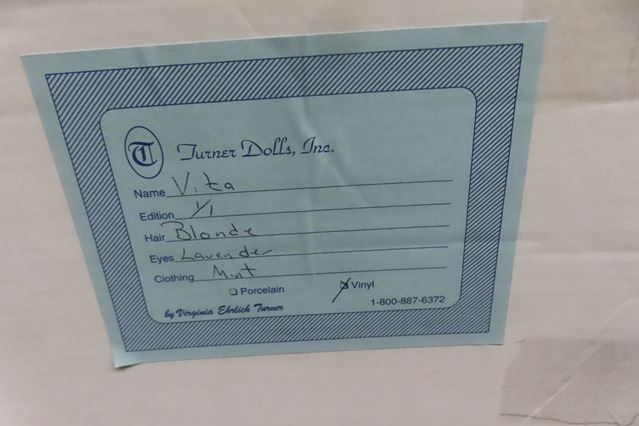 T Turner Dolls, Inc.
Name Vita
Edition 1/1
Hair Blonde
Eyes Lavender
Clothing Mint
Porcelain Vinyl
by Virginia Ehrlich Turner 1-800-887-6372